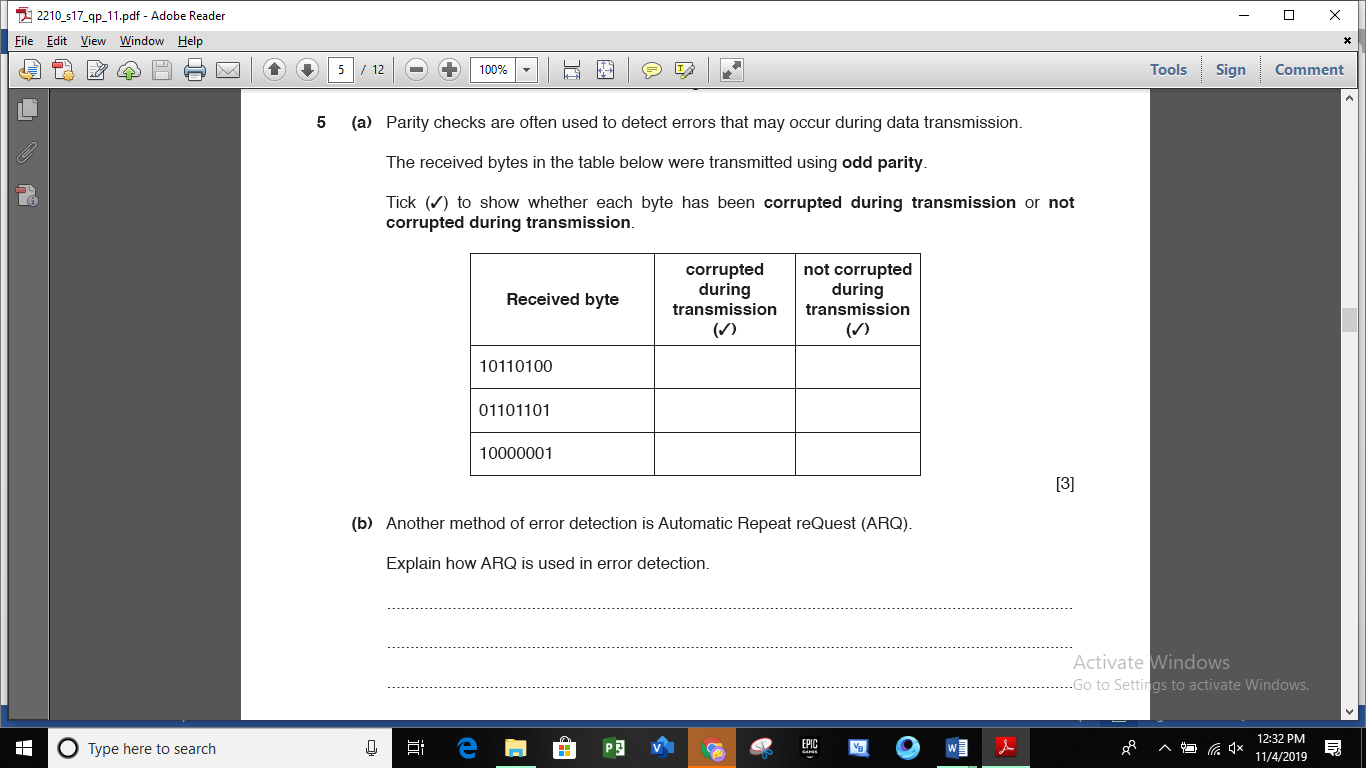 2210_s17_qp_11.pdf - Adobe Reader
File Edit View Window Help
5 / 12 100% Tools Sign Comment
5 (a) Parity checks are often used to detect errors that may occur during data transmission.
The received bytes in the table below were transmitted using odd parity.
Tick (✓) to show whether each byte has been corrupted during transmission or not
corrupted during transmission.
Received byte
corrupted
during
transmission
(✓)
not corrupted
during
transmission
(✓)
10110100
01101101
10000001
[3]
(b) Another method of error detection is Automatic Repeat reQuest (ARQ).
Explain how ARQ is used in error detection.
Activate Windows
Go to Settings to activate Windows.
Type here to search
12:32 PM
11/4/2019